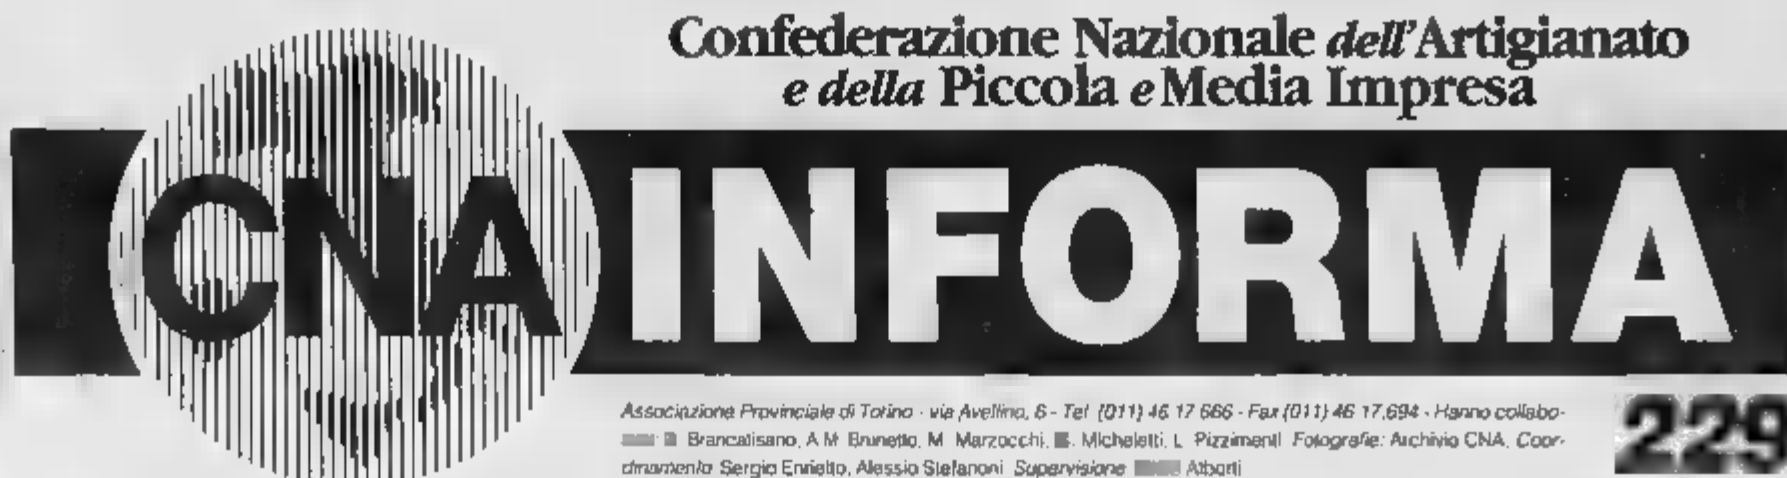 Confederazione Nazionale dell'Artigianato
e della Piccola e Media Impresa
CNA INFORMA
Associazione Provinciale di Torino - via Avellino, 6 - Tel. (011) 46.17.666 - Fax (011) 46.17.694 - Hanno collabo-
Brancatisano, A.M. Brunetto, M. Marzocchi, Micheletti, L. Pizzimenti Fotografie: Archivio CNA, Coor-
dinamento Sergio Enrietto, Alessio Stefanoni Supervisione
229